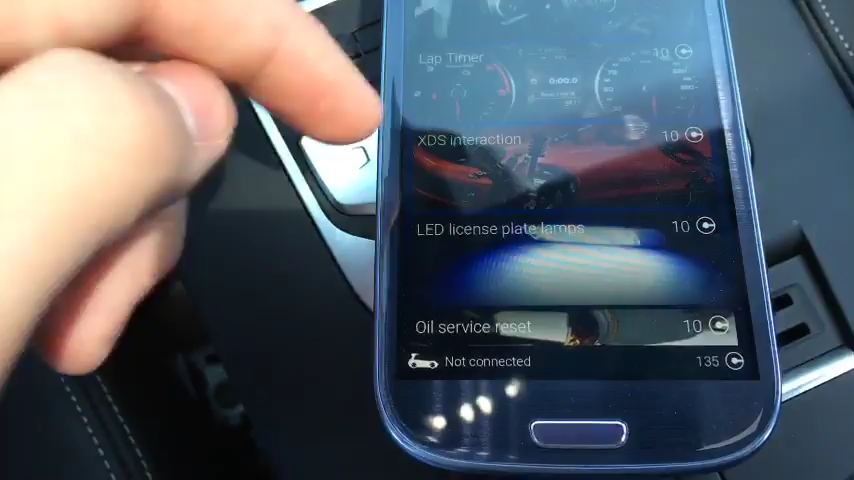 Lap Timer 10
XDS interaction 10
LED license plate lamps 10
Oil service reset 10
Not connected 135